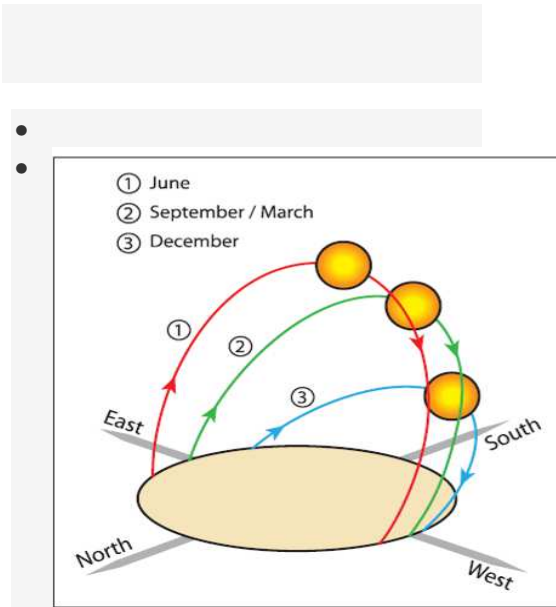 ① June
② September / March
③ December
①
②
③
East
South
North
West